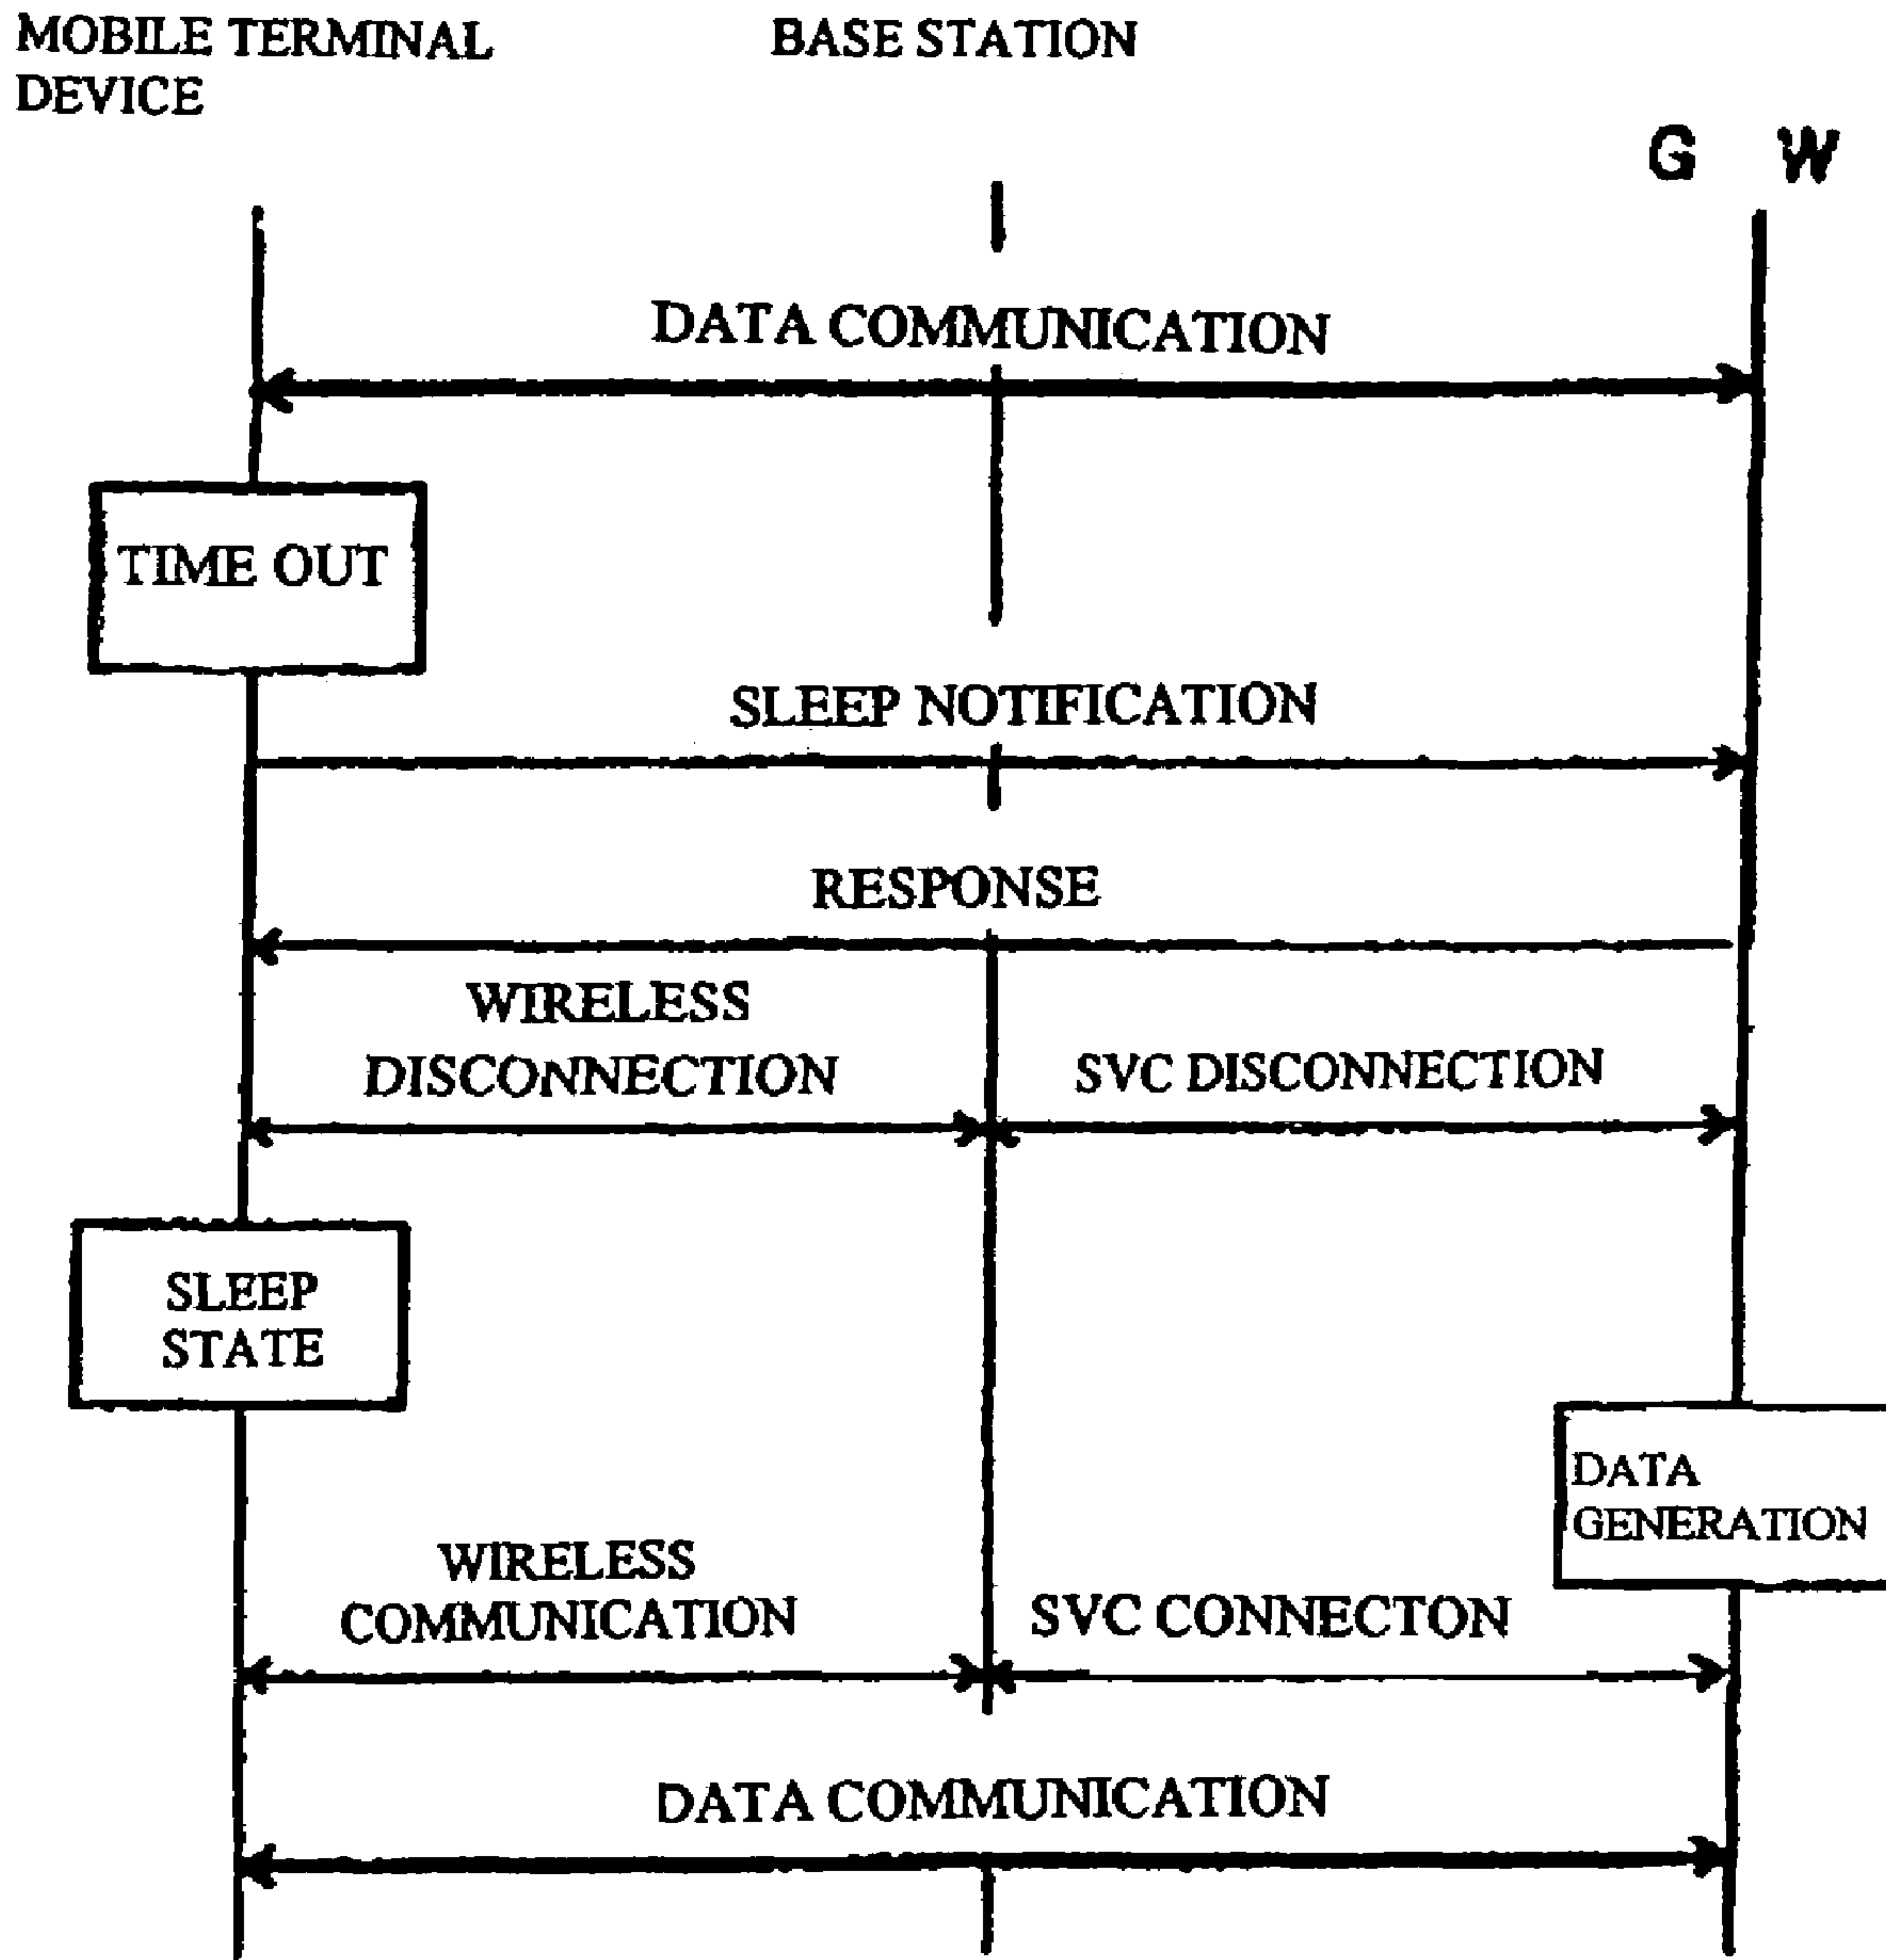 MOBILE TERMINAL
DEVICE
BASE STATION
G W
DATA COMMUNICATION
TIME OUT
SLEEP NOTIFICATION
RESPONSE
WIRELESS
DISCONNECTION
SVC DISCONNECTION
SLEEP
STATE
DATA
GENERATION
WIRELESS
COMMUNICATION
SVC CONNECTON
DATA COMMUNICATION